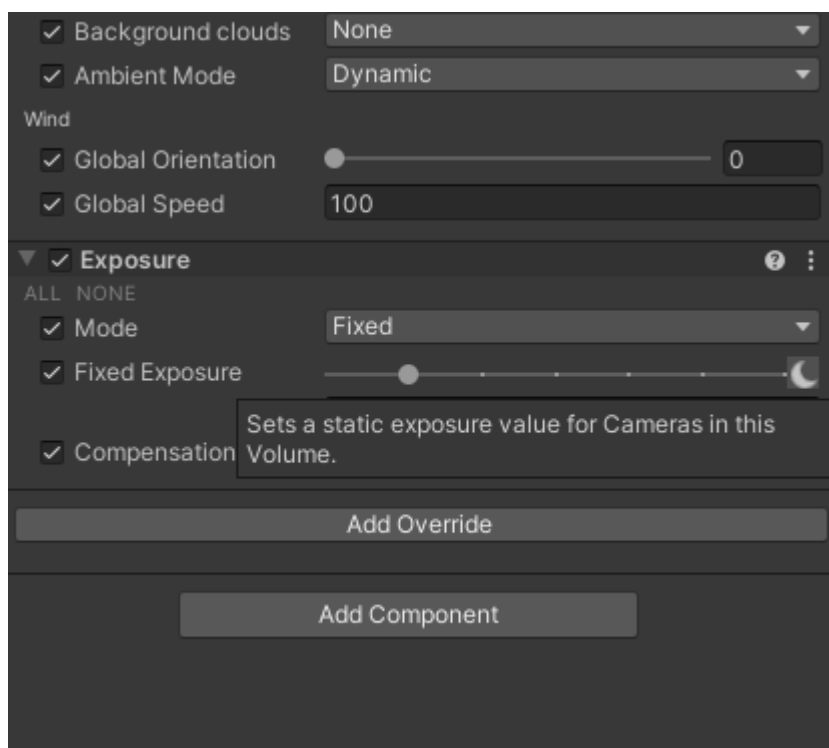 Background clouds None
Ambient Mode Dynamic
Wind
Global Orientation 0
Global Speed 100
Exposure
ALL NONE
Mode Fixed
Fixed Exposure
Sets a static exposure value for Cameras in this
Compensation Volume.
Add Override
Add Component